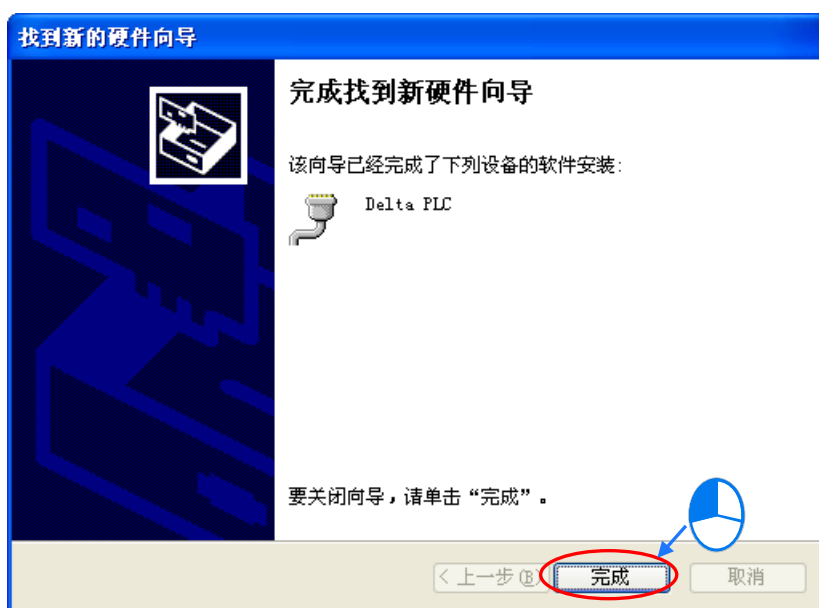 找到新的硬件向导
完成找到新硬件向导
该向导已经完成了下列设备的软件安装:
Delta PLC
要关闭向导，请单击“完成”。
< 上一步(B) 完成 取消